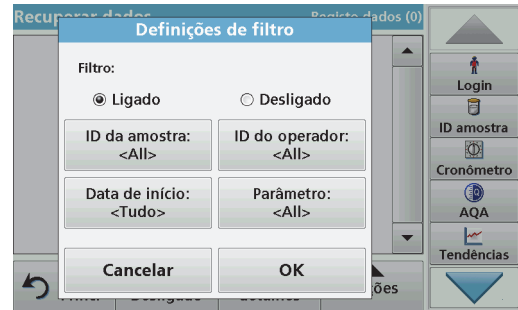 Recuperar dados
Registo dados (0)
Definições de filtro
Filtro:
Ligado
Desligado
ID da amostra:
<All>
ID do operador:
<All>
Data de início:
<Tudo>
Parâmetro:
<All>
Cancelar
OK
Login
ID amostra
Cronômetro
AQA
Tendências